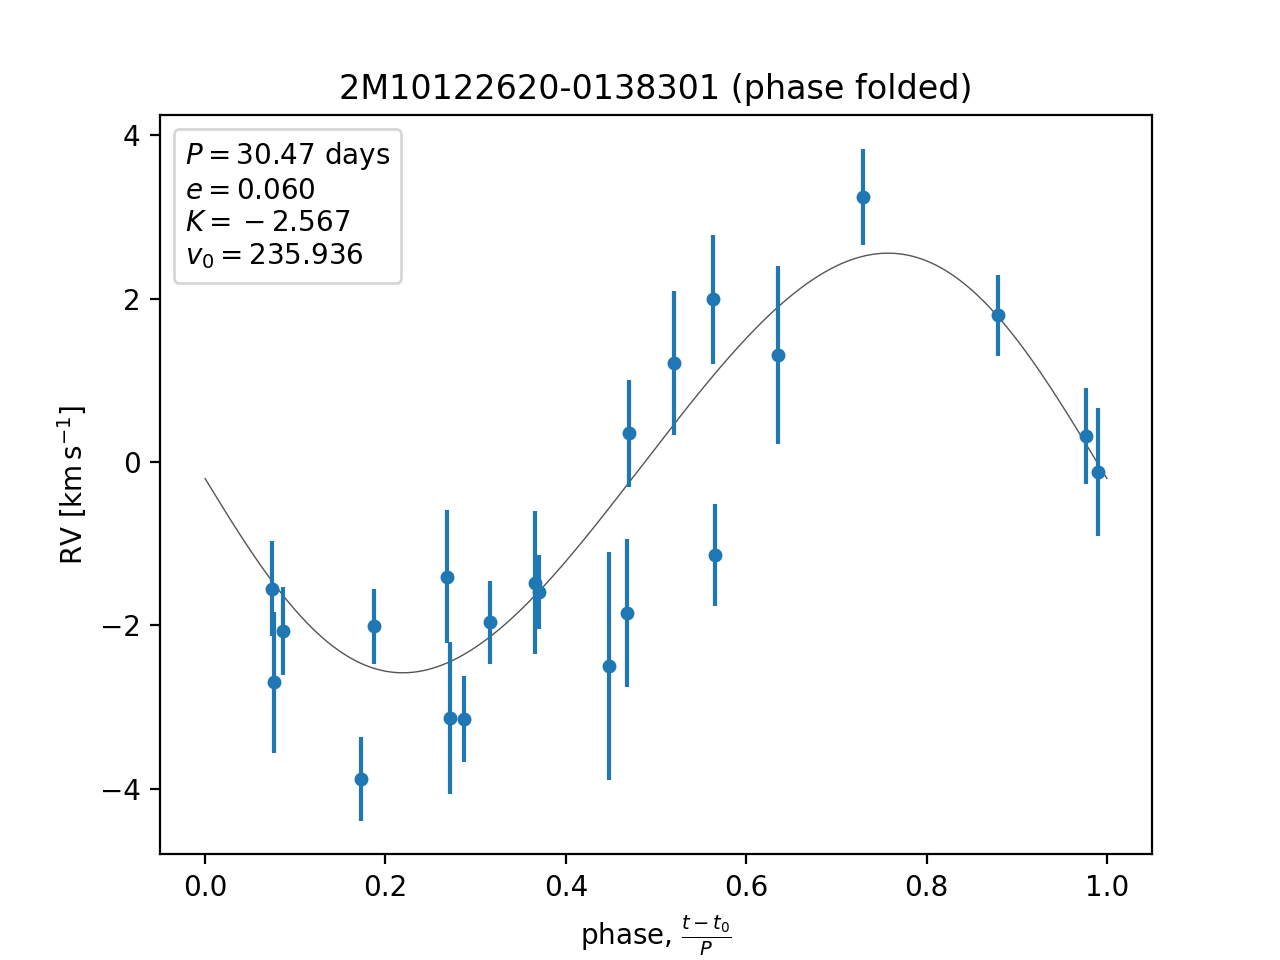 2M10122620-0138301 (phase folded)
P = 30.47 days
e = 0.060
K = −2.567
v₀ = 235.936
4
2
0
−2
−4
RV [km s⁻¹]
0.0 0.2 0.4 0.6 0.8 1.0
phase, (t − t₀)/P